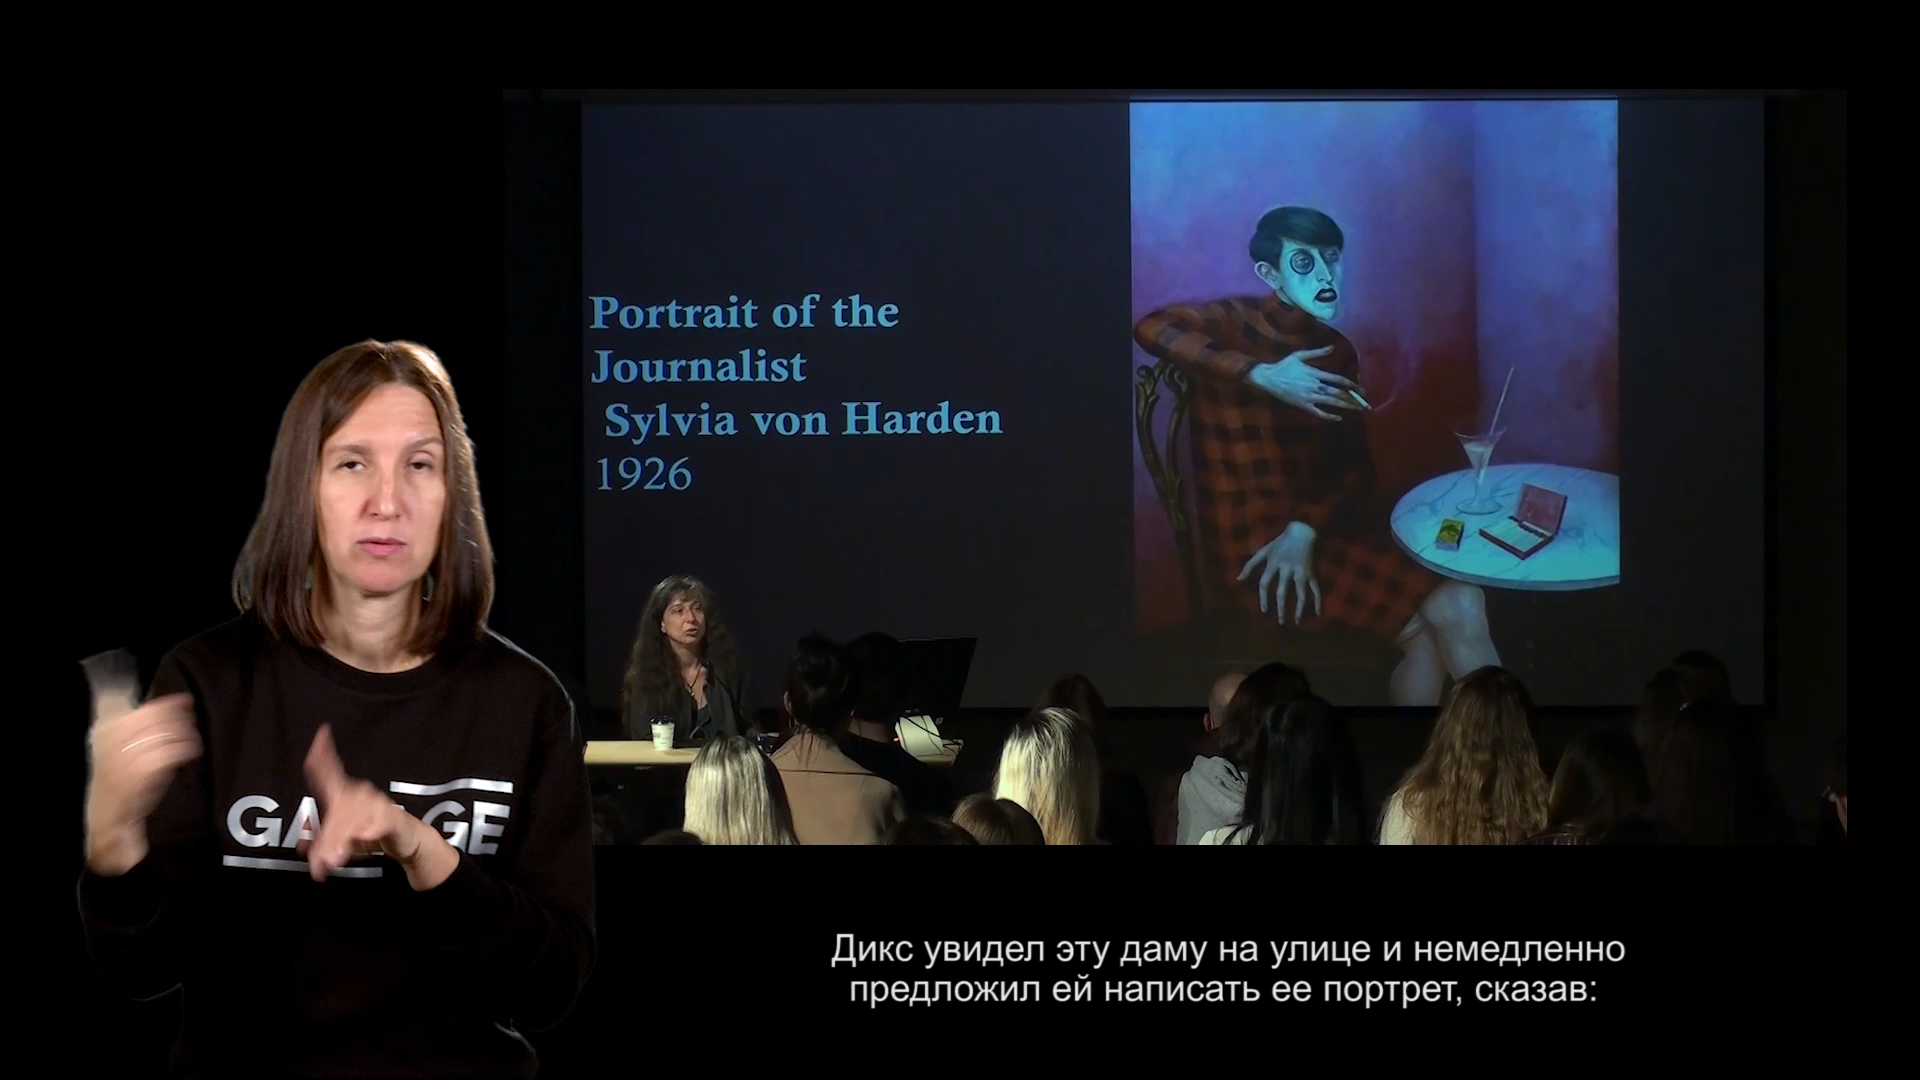 Portrait of the
Journalist
Sylvia von Harden
1926
Дикс увидел эту даму на улице и немедленно
предложил ей написать ее портрет, сказав: